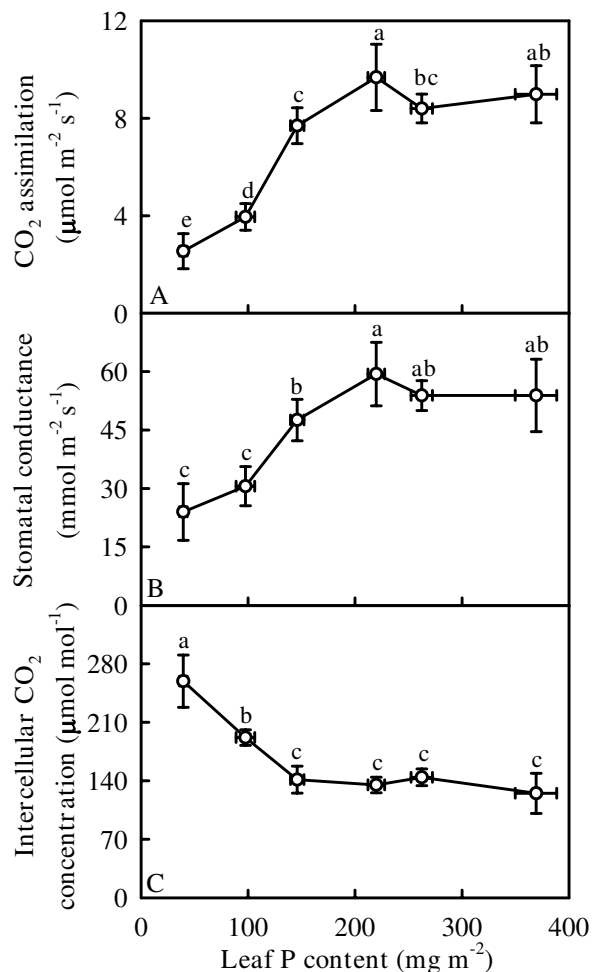 12
8
4
0
CO2 assimilation
(μmol m-2 s-1)
e
d
c
a
bc
ab
A
60
45
30
15
0
Stomatal conductance
(mmol m-2 s-1)
c
c
b
a
ab
ab
B
280
210
140
70
0
Intercellular CO2
concentration (μmol mol-1)
a
b
c
c
c
c
C
0 100 200 300 400
Leaf P content (mg m-2)